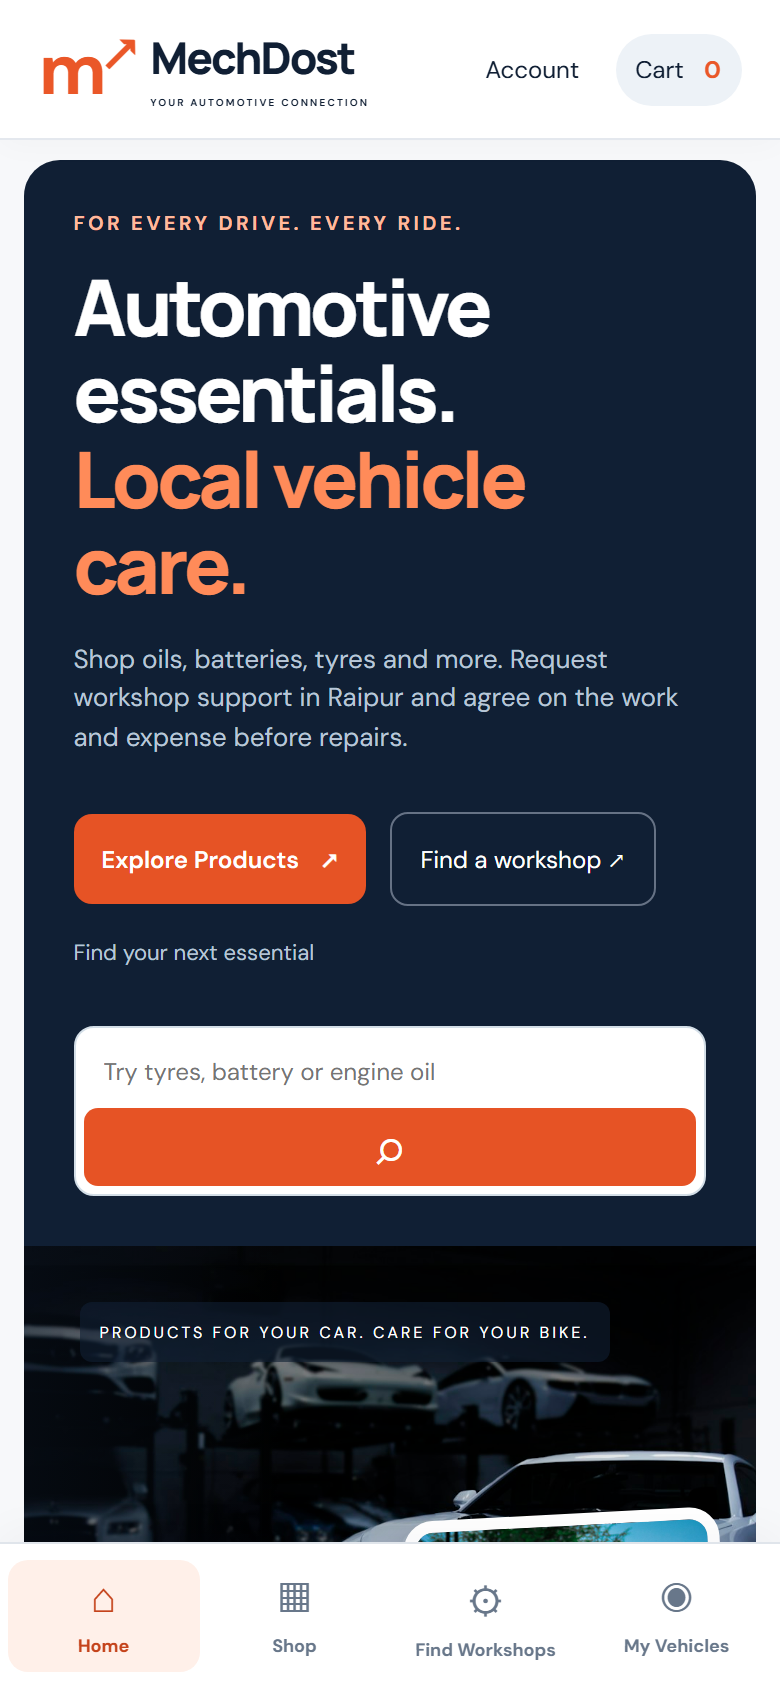 m
MechDost
YOUR AUTOMOTIVE CONNECTION
Account
Cart 0
FOR EVERY DRIVE. EVERY RIDE.
Automotive
essentials.
Local vehicle
care.
Shop oils, batteries, tyres and more. Request
workshop support in Raipur and agree on the work
and expense before repairs.
Explore Products ↗
Find a workshop ↗
Find your next essential
Try tyres, battery or engine oil
PRODUCTS FOR YOUR CAR. CARE FOR YOUR BIKE.
Home
Shop
Find Workshops
My Vehicles